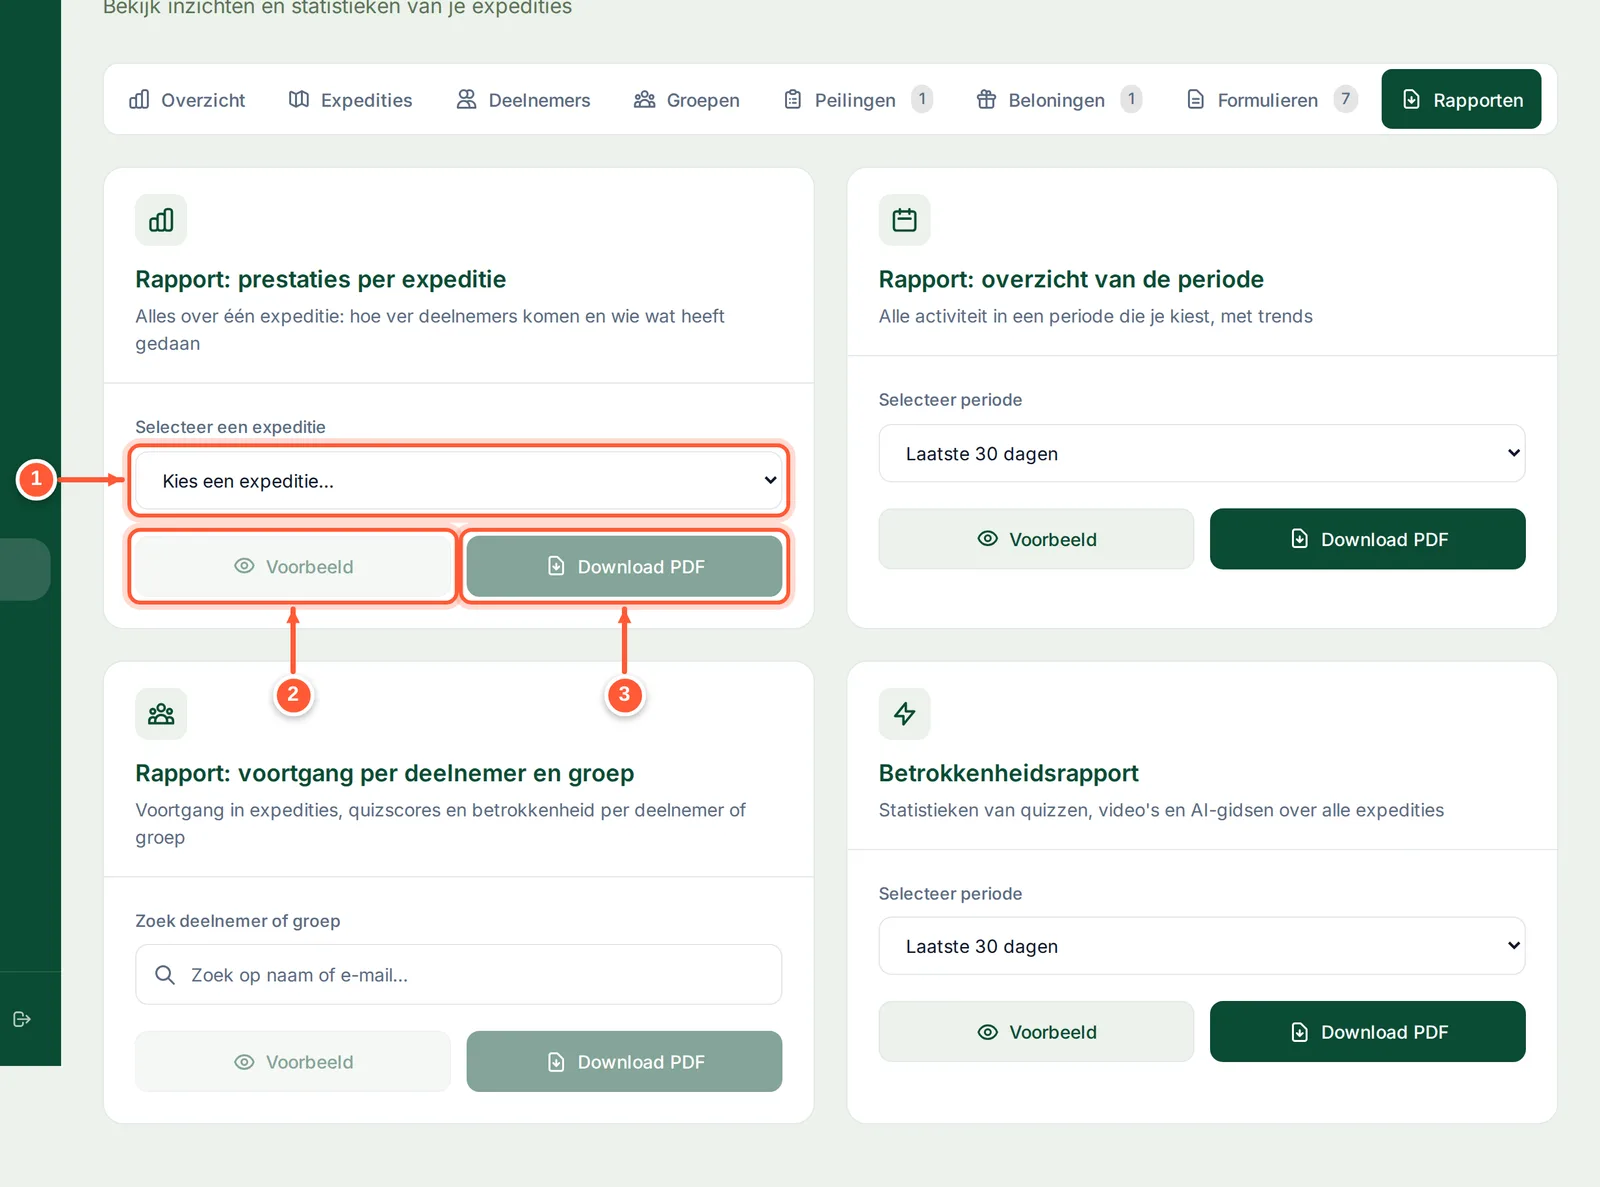 Bekijk inzichten en statistieken van je expedities
Overzicht
Expedities
Deelnemers
Groepen
Peilingen 1
Beloningen 1
Formulieren 7
Rapporten
Rapport: prestaties per expeditie
Alles over één expeditie: hoe ver deelnemers komen en wie wat heeft
gedaan
Selecteer een expeditie
1
Kies een expeditie...
Voorbeeld
Download PDF
2
3
Rapport: overzicht van de periode
Alle activiteit in een periode die je kiest, met trends
Selecteer periode
Laatste 30 dagen
Voorbeeld
Download PDF
Rapport: voortgang per deelnemer en groep
Voortgang in expedities, quizscores en betrokkenheid per deelnemer of
groep
Zoek deelnemer of groep
Zoek op naam of e-mail...
Voorbeeld
Download PDF
Betrokkenheidsrapport
Statistieken van quizzen, video's en AI-gidsen over alle expedities
Selecteer periode
Laatste 30 dagen
Voorbeeld
Download PDF